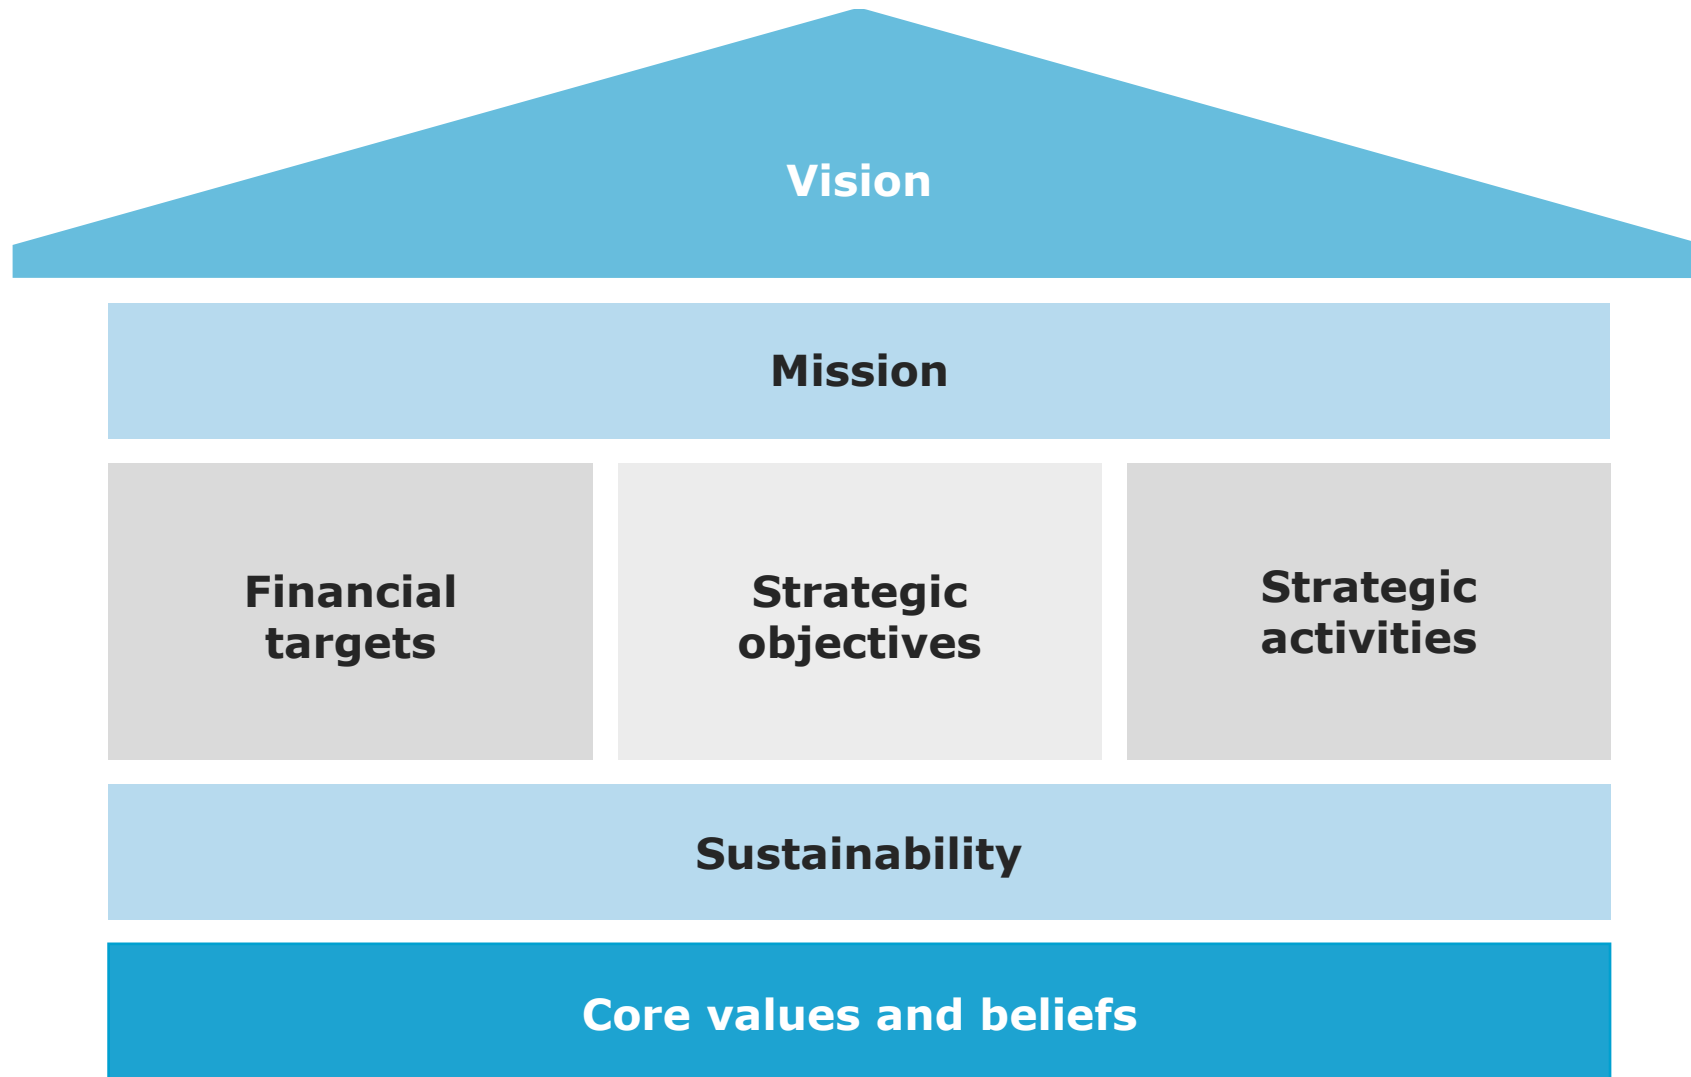 Vision
Mission
Financial
targets
Strategic
objectives
Strategic
activities
Sustainability
Core values and beliefs